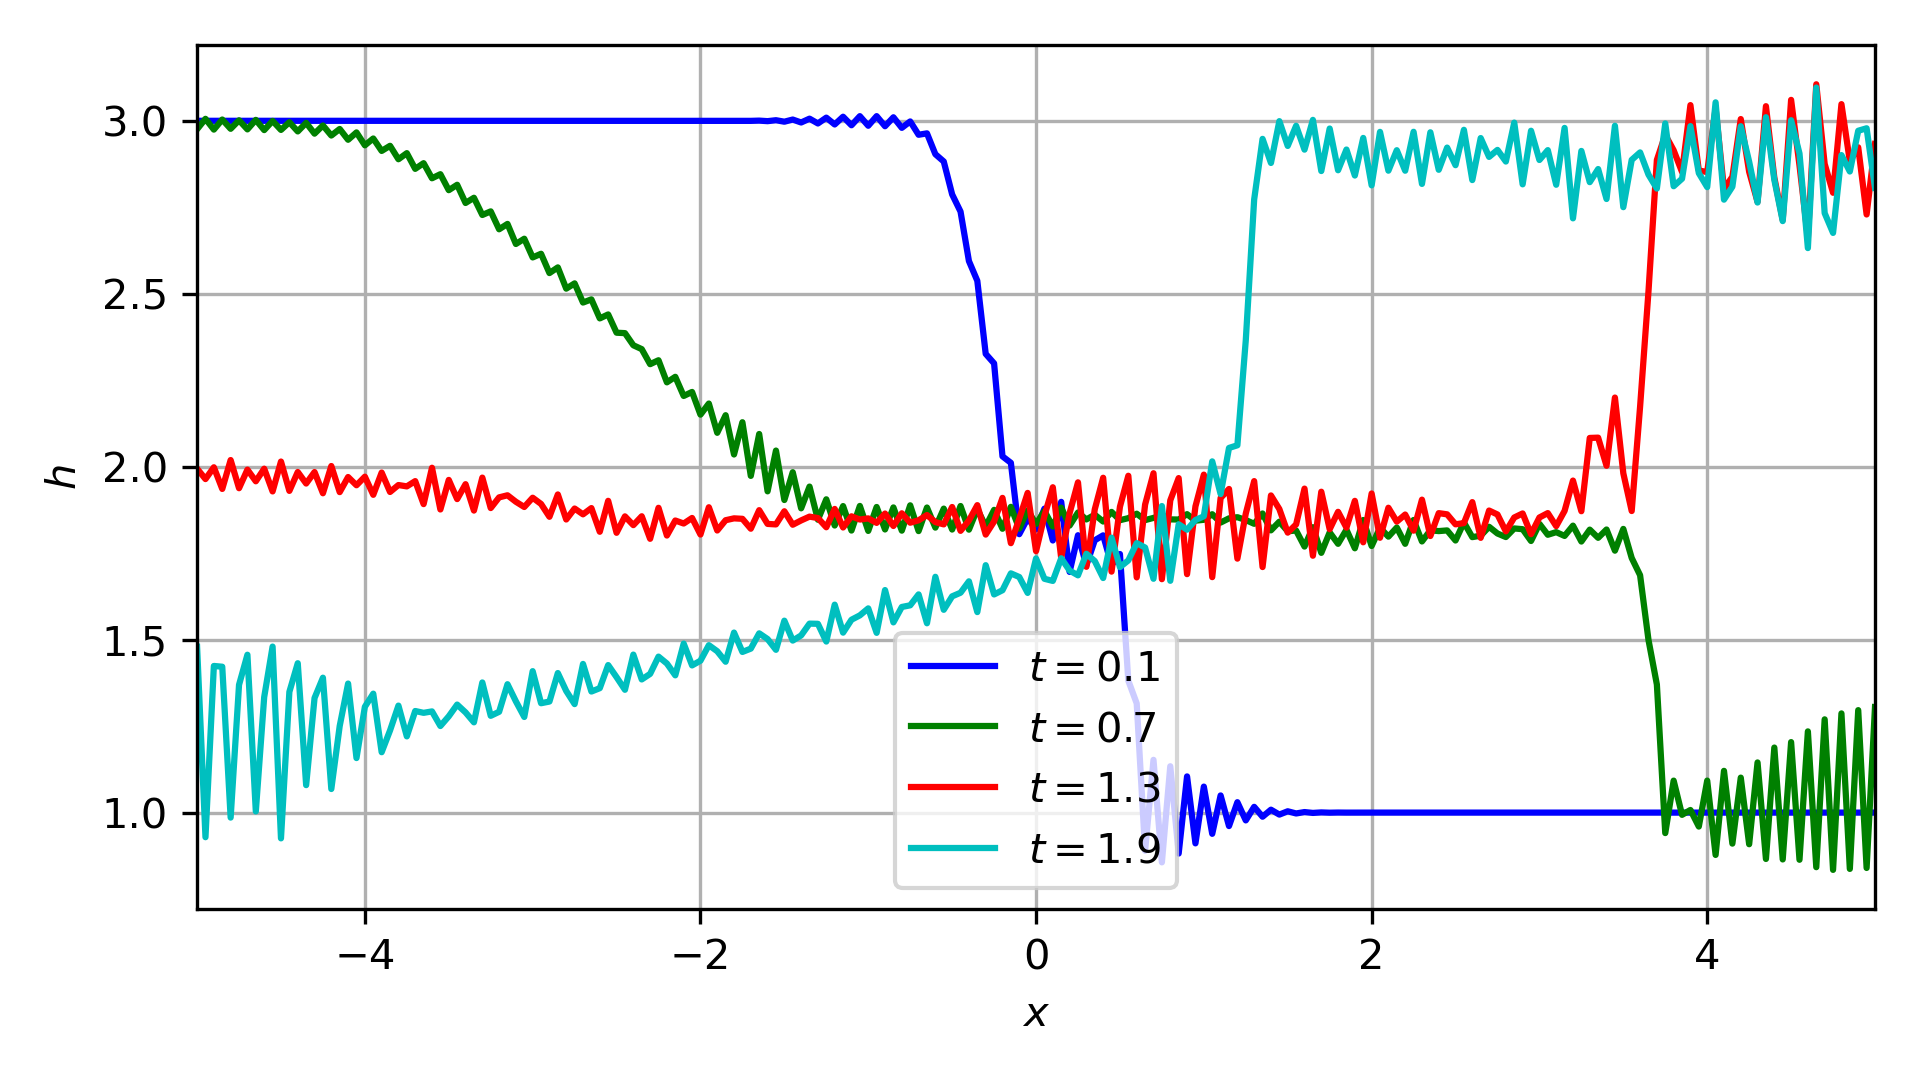 3.0
2.5
2.0
1.5
1.0
h
−4
−2
0
2
4
x
t = 0.1
t = 0.7
t = 1.3
t = 1.9